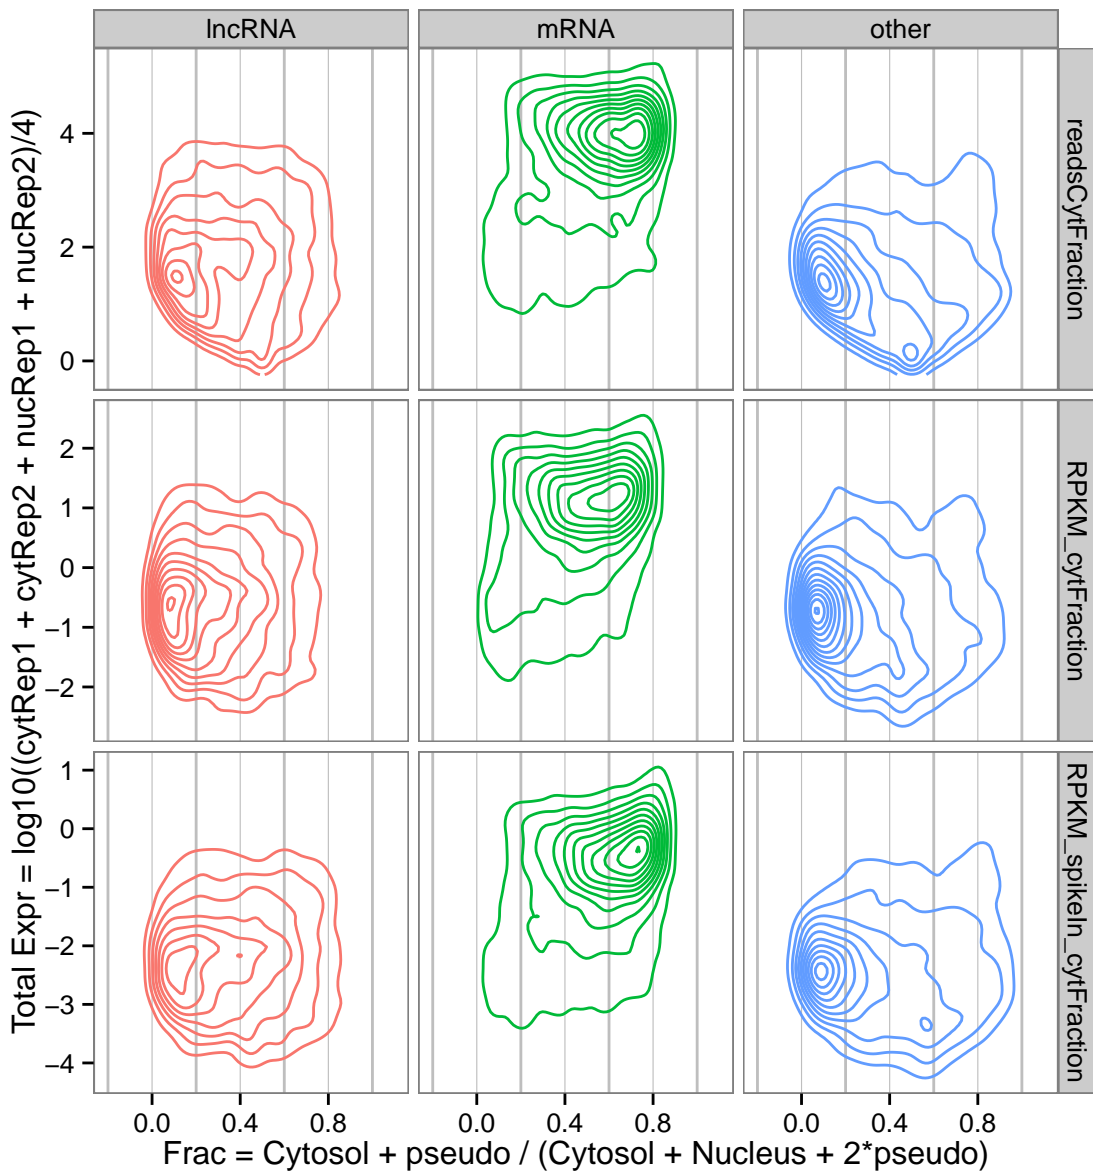 lncRNA mRNA other
Total Expr = log10((cytRep1 + cytRep2 + nucRep1 + nucRep2)/4)
4
2
0
readsCytFraction
2
1
0
−1
−2
RPKM_cytFraction
1
0
−1
−2
−3
−4
RPKM_spikeIn_cytFraction
0.0 0.4 0.8 0.0 0.4 0.8 0.0 0.4 0.8
Frac = Cytosol + pseudo / (Cytosol + Nucleus + 2*pseudo)